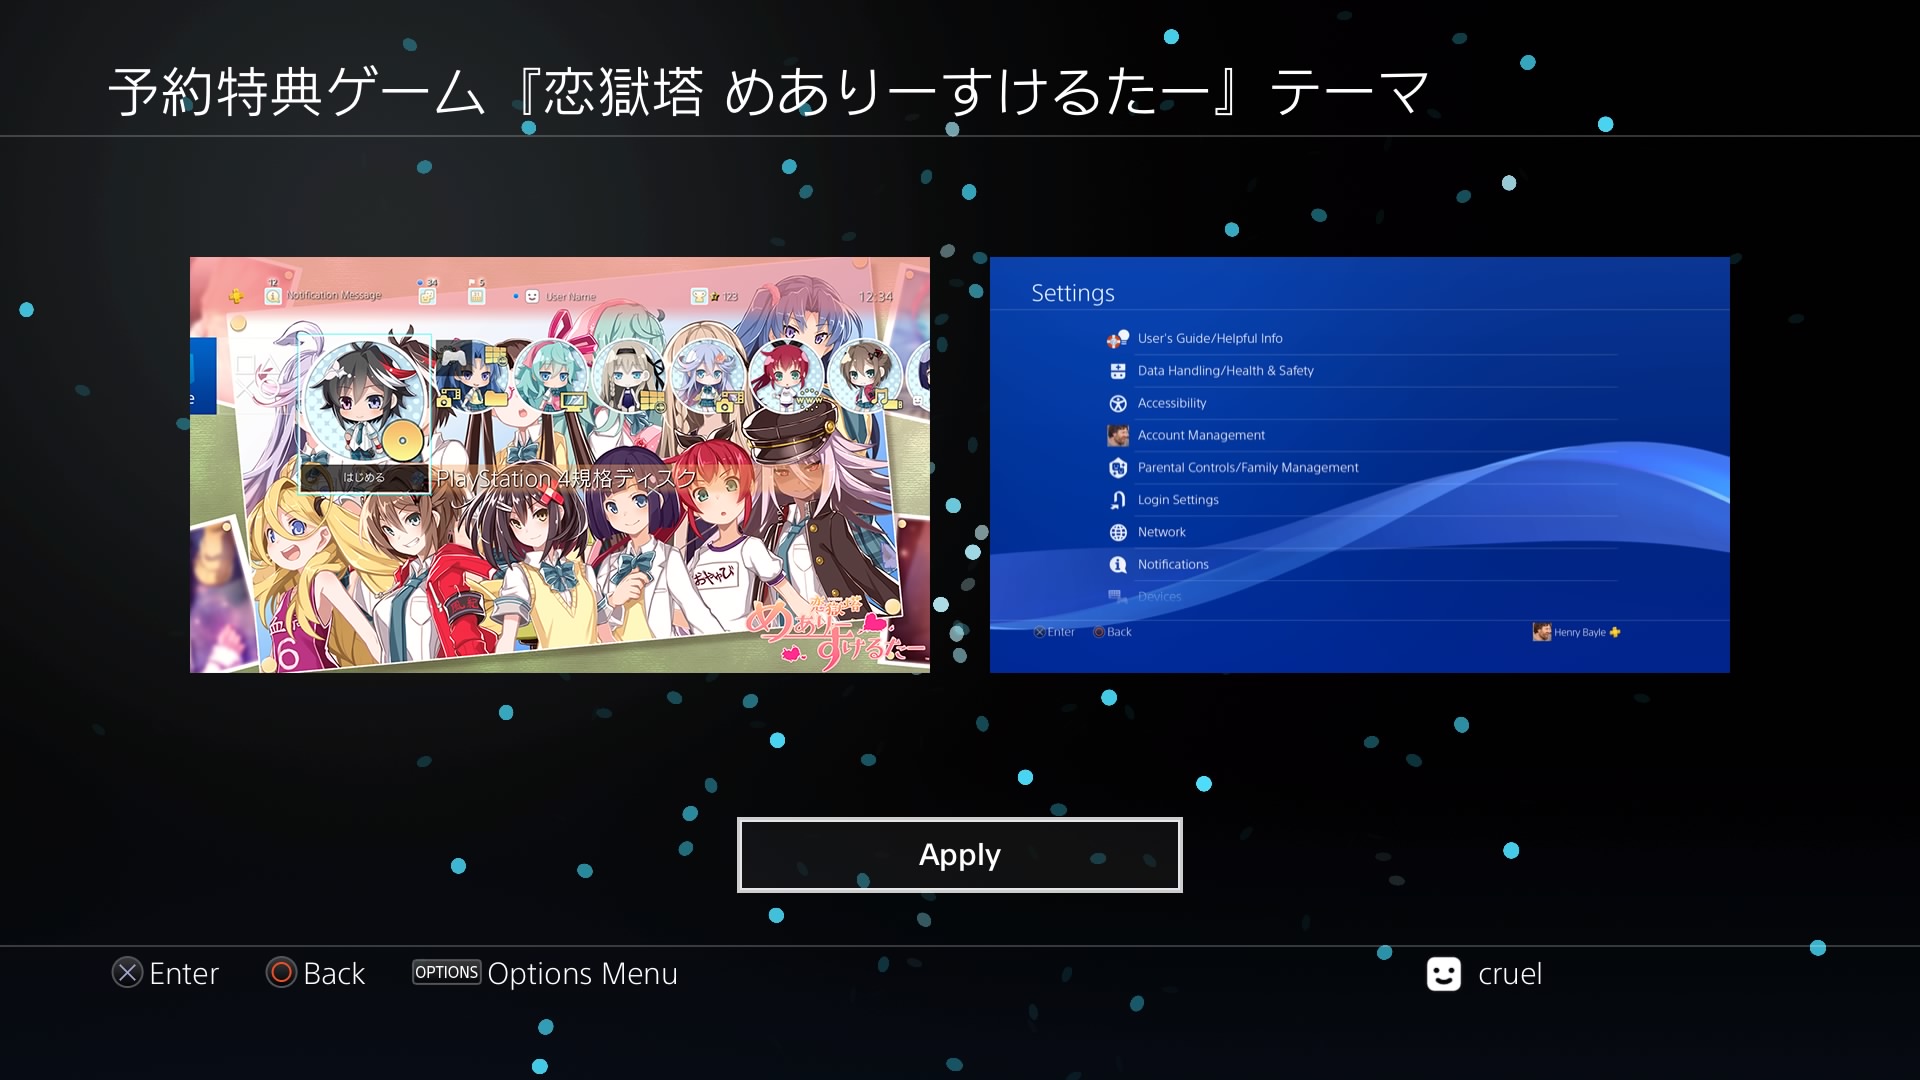 予約特典ゲーム『恋獄塔 めありーすけるたー』テーマ
12
Notification Message
34
5
User Name
123
12:34
e
はじめる
PlayStation 4規格ディスク
www
おやゆび
6
恋獄塔
めありー
すけるたー
Settings
User's Guide/Helpful Info
Data Handling/Health & Safety
Accessibility
Account Management
Parental Controls/Family Management
Login Settings
Network
Notifications
Devices
Enter
Back
Henry Bayle
Apply
Enter
Back
OPTIONS
Options Menu
cruel